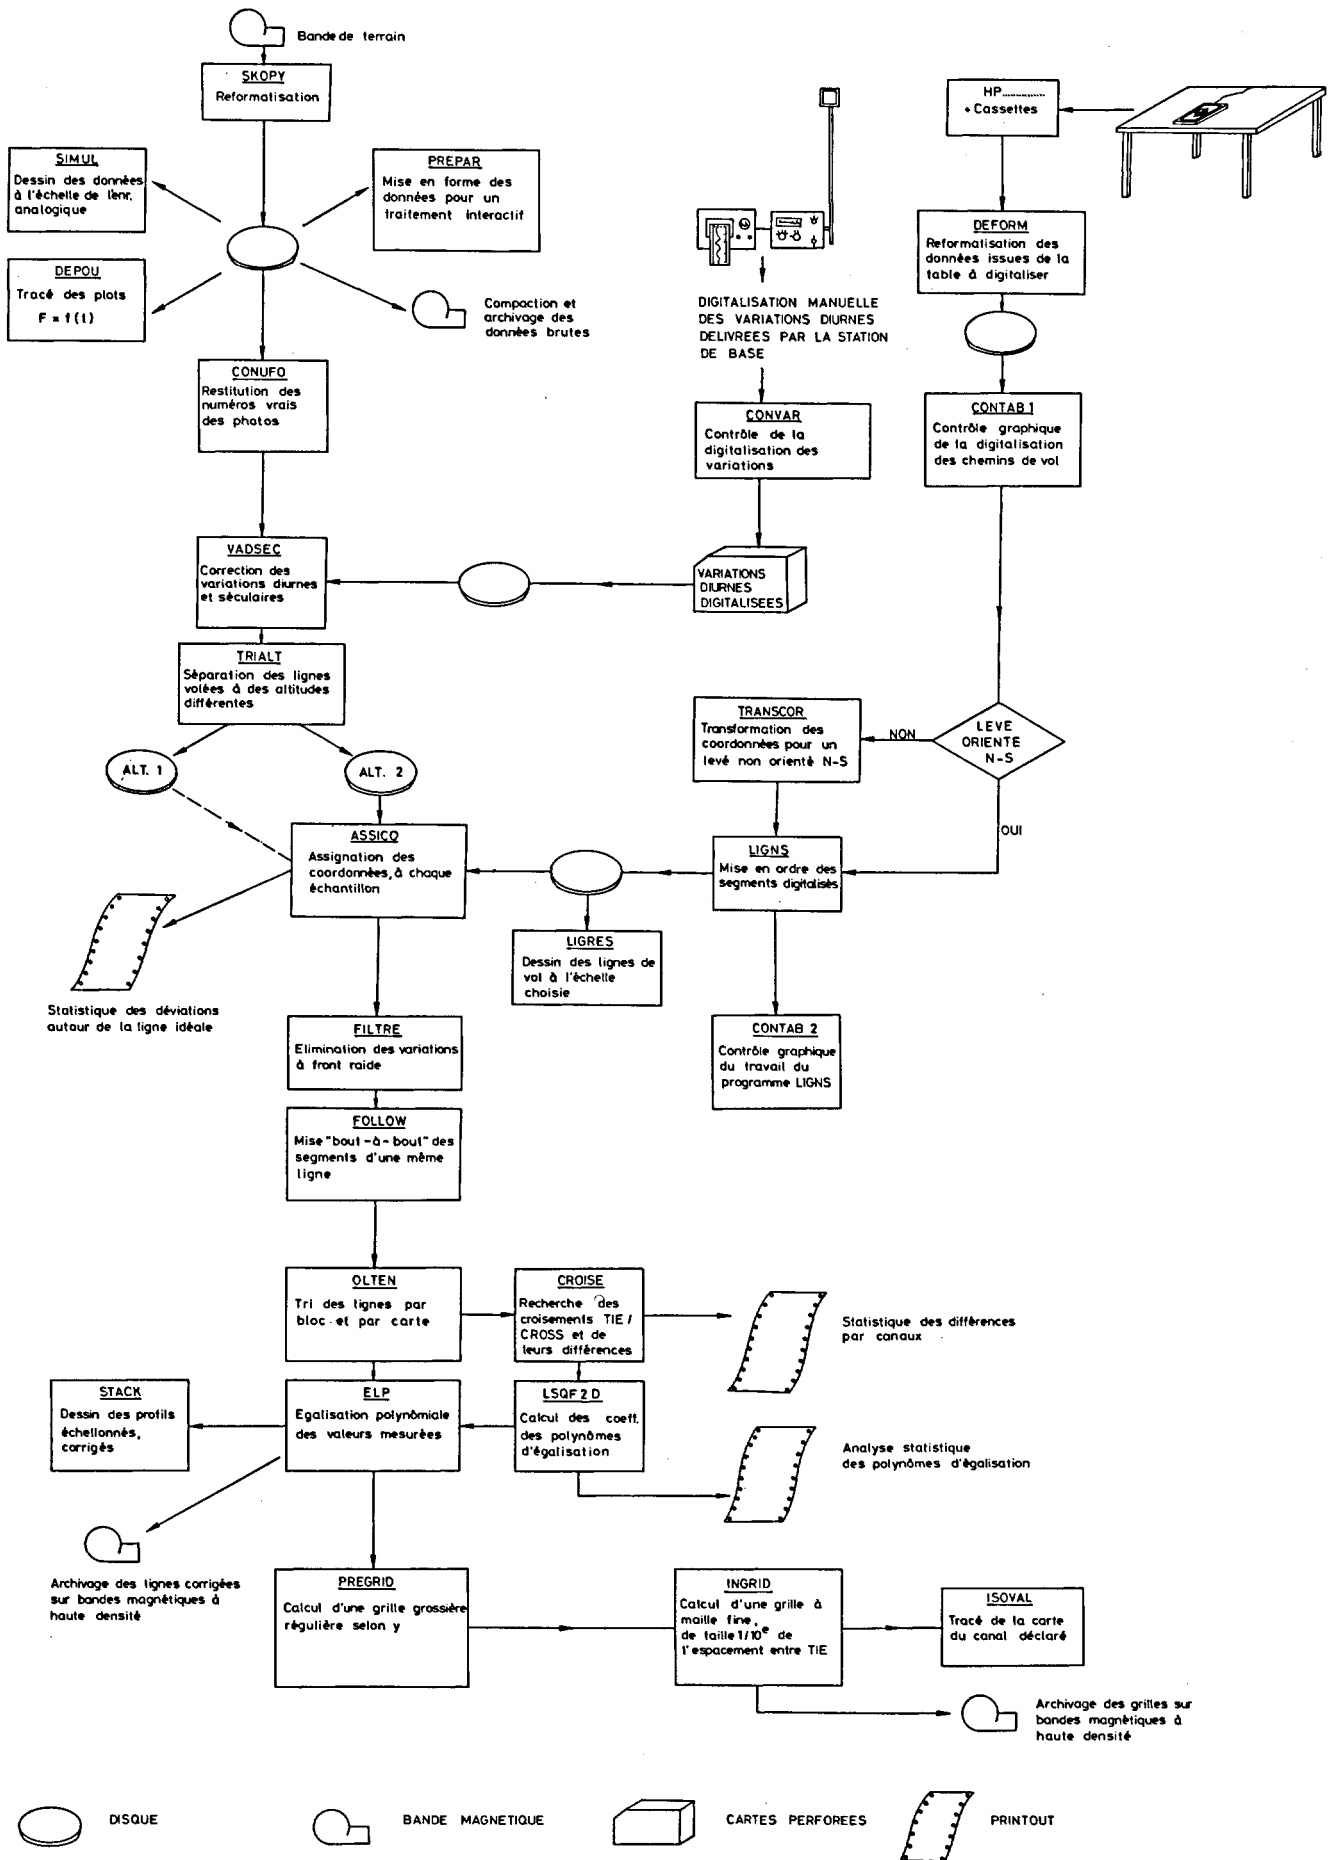 Bande de terrain
SKOPY
Reformatisation
SIMUL
Dessin des données
à l'échelle de l'enr.
analogique
PREPAR
Mise en forme des
données pour un
traitement interactif
DEPOU
Tracé des plots
F = f(t)
Compaction et
archivage des
données brutes
CONUFO
Restitution des
numéros vrais
des photos
HP..............
+ Cassettes
DEFORM
Reformatisation des
données issues de la
table à digitaliser
DIGITALISATION MANUELLE
DES VARIATIONS DIURNES
DELIVREES PAR LA STATION
DE BASE
CONVAR
Contrôle de la
digitalisation des
variations
CONTAB 1
Contrôle graphique
de la digitalisation
des chemins de vol
VADSEC
Correction des
variations diurnes
et séculaires
VARIATIONS
DIURNES
DIGITALISEES
TRIALT
Séparation des lignes
volées à des altitudes
différentes
ALT. 1
ALT. 2
TRANSCOR
Transformation des
coordonnées pour un
levé non orienté N-S
NON
LEVE
ORIENTE
N-S
OUI
ASSICO
Assignation des
coordonnées, à chaque
échantillon
LIGNS
Mise en ordre des
segments digitalisés
LIGRES
Dessin des lignes de
vol à l'échelle
choisie
Statistique des déviations
autour de la ligne idéale
CONTAB 2
Contrôle graphique
du travail du
programme LIGNS
FILTRE
Elimination des variations
à front raide
FOLLOW
Mise "bout-à-bout" des
segments d'une même
ligne
OLTEN
Tri des lignes par
bloc et par carte
CROISE
Recherche des
croisements TIE /
CROSS et de
leurs différences
Statistique des différences
par canaux
STACK
Dessin des profils
échellonnés,
corrigés
ELP
Egalisation polynômiale
des valeurs mesurées
LSQF 2 D
Calcul des coeff.
des polynômes
d'égalisation
Analyse statistique
des polynômes d'égalisation
Archivage des lignes corrigées
sur bandes magnétiques à
haute densité
PREGRID
Calcul d'une grille grossière
régulière selon y
INGRID
Calcul d'une grille à
maille fine,
de taille 1/10e de
l'espacement entre TIE
ISOVAL
Tracé de la carte
du canal déclaré
Archivage des grilles sur
bandes magnétiques à
haute densité
DISQUE
BANDE MAGNETIQUE
CARTES PERFOREES
PRINTOUT